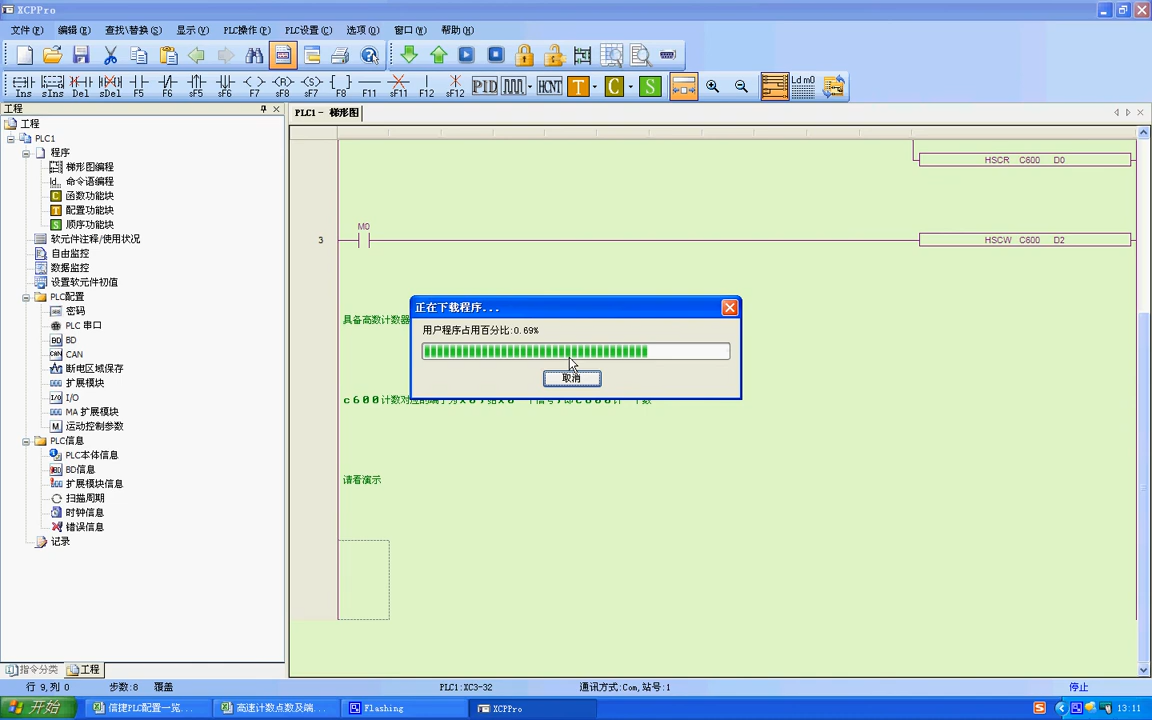 XCPPro
文件(F) 编辑(E) 查找\替换(S) 显示(V) PLC操作(P) PLC设置(C) 选项(O) 窗口(W) 帮助(H)
Ins sIns Del sDel F5 F6 sF5 sF6 F7 sF8 sF7 F8 F11 sF11 F12 sF12 PID HCNT T C S Ld m0
工程
PLC1 - 梯形图
工程
PLC1
程序
梯形图编程
命令语编程
函数功能块
配置功能块
顺序功能块
软元件注释/使用状况
自由监控
数据监控
设置软元件初值
PLC配置
密码
PLC 串口
BD
CAN
断电区域保存
扩展模块
I/O
MA 扩展模块
运动控制参数
PLC信息
PLC本体信息
BD信息
扩展模块信息
扫描周期
时钟信息
错误信息
记录
HSCR C600 D0
M0
3
HSCW C600 D2
具备高数计数器
正在下载程序...
用户程序占用百分比:0.69%
取消
请看演示
指令分类 工程
行 9,列 0 步数:8 覆盖 PLC1:XC3-32 通讯方式:Com,站号:1 停止
开始 信捷PLC配置一览... 高速计数点数及端... Flashing XCPPro 13:11